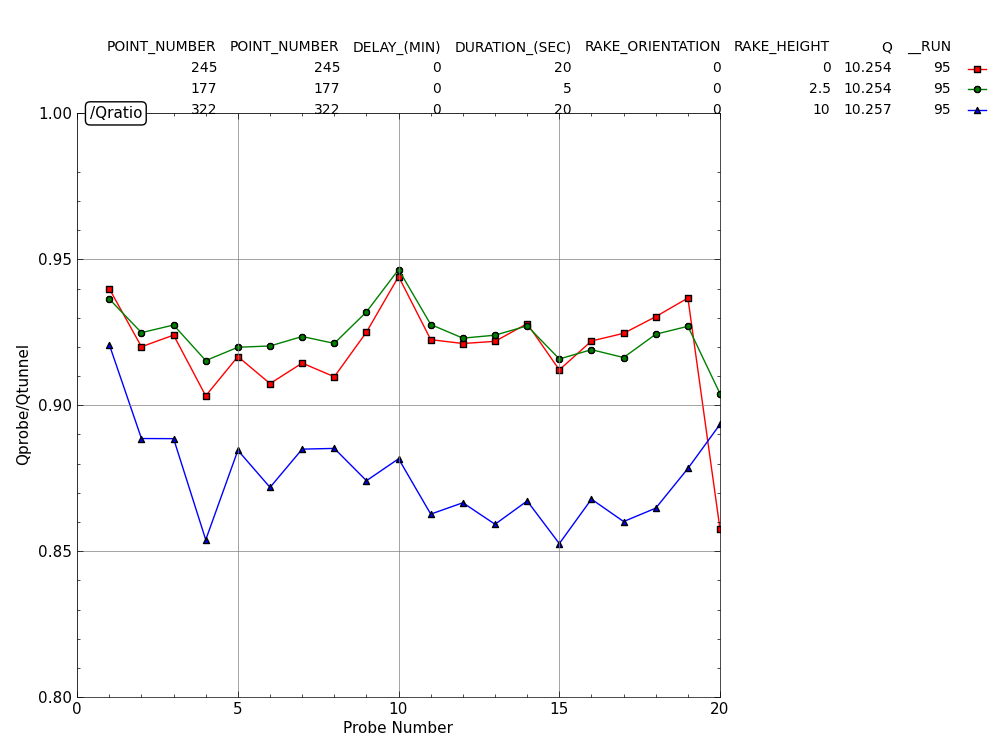 POINT_NUMBER POINT_NUMBER DELAY_(MIN) DURATION_(SEC) RAKE_ORIENTATION RAKE_HEIGHT Q __RUN
245 245 0 20 0 0 10.254 95
177 177 0 5 0 2.5 10.254 95
322 322 0 20 0 10 10.257 95
/Qratio
1.00
0.95
0.90
0.85
0.80
Qprobe/Qtunnel
0 5 10 15 20
Probe Number